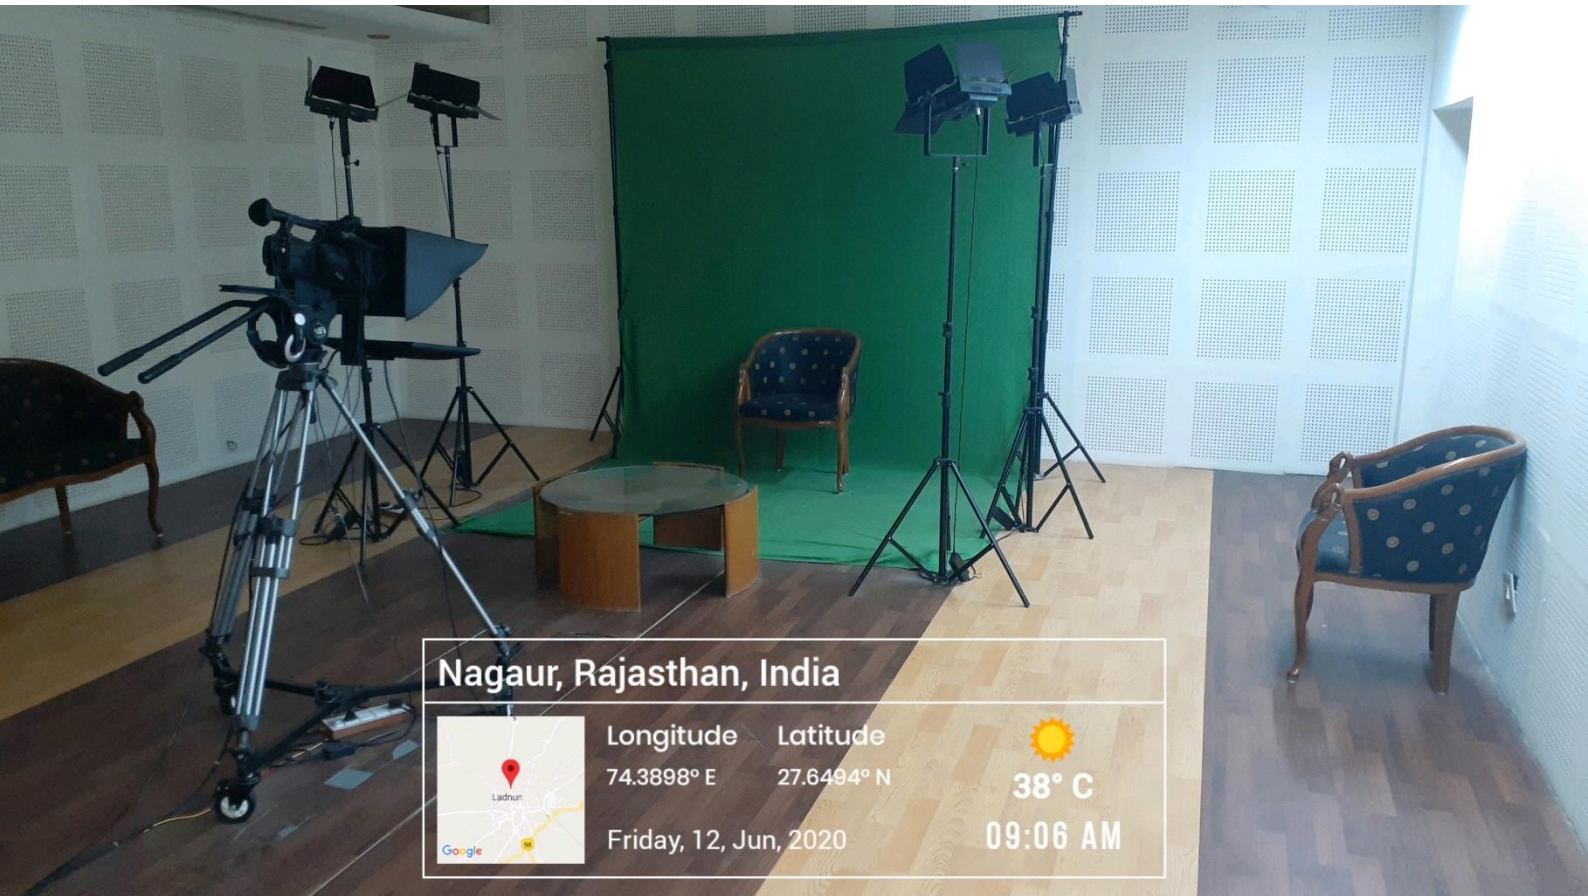 Nagaur, Rajasthan, India
Longitude Latitude
74.3898° E 27.6494° N
38° C
Ladnun
Friday, 12, Jun, 2020
09:06 AM
Google
58